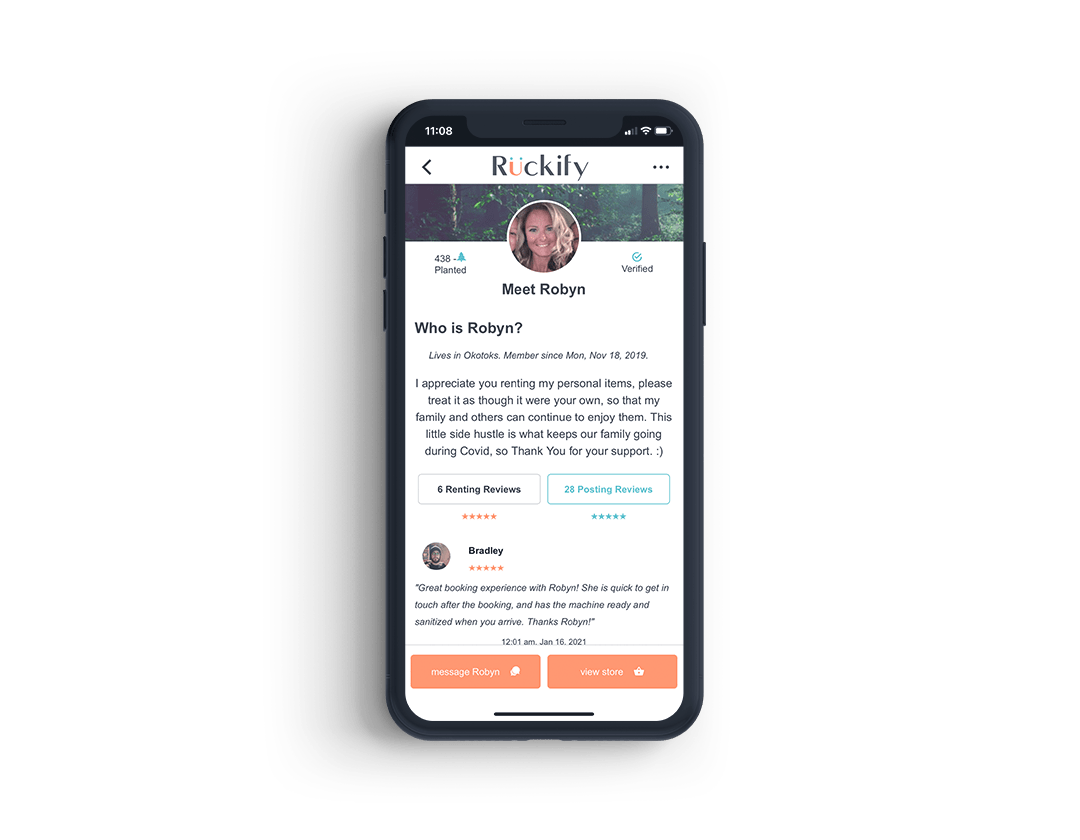 11:08
Rückify
438 -
Planted
Verified
Meet Robyn
Who is Robyn?
Lives in Okotoks. Member since Mon, Nov 18, 2019.
I appreciate you renting my personal items, please
treat it as though it were your own, so that my
family and others can continue to enjoy them. This
little side hustle is what keeps our family going
during Covid, so Thank You for your support. :)
6 Renting Reviews
28 Posting Reviews
Bradley
"Great booking experience with Robyn! She is quick to get in
touch after the booking, and has the machine ready and
sanitized when you arrive. Thanks Robyn!"
12:01 am, Jan 16, 2021
message Robyn
view store